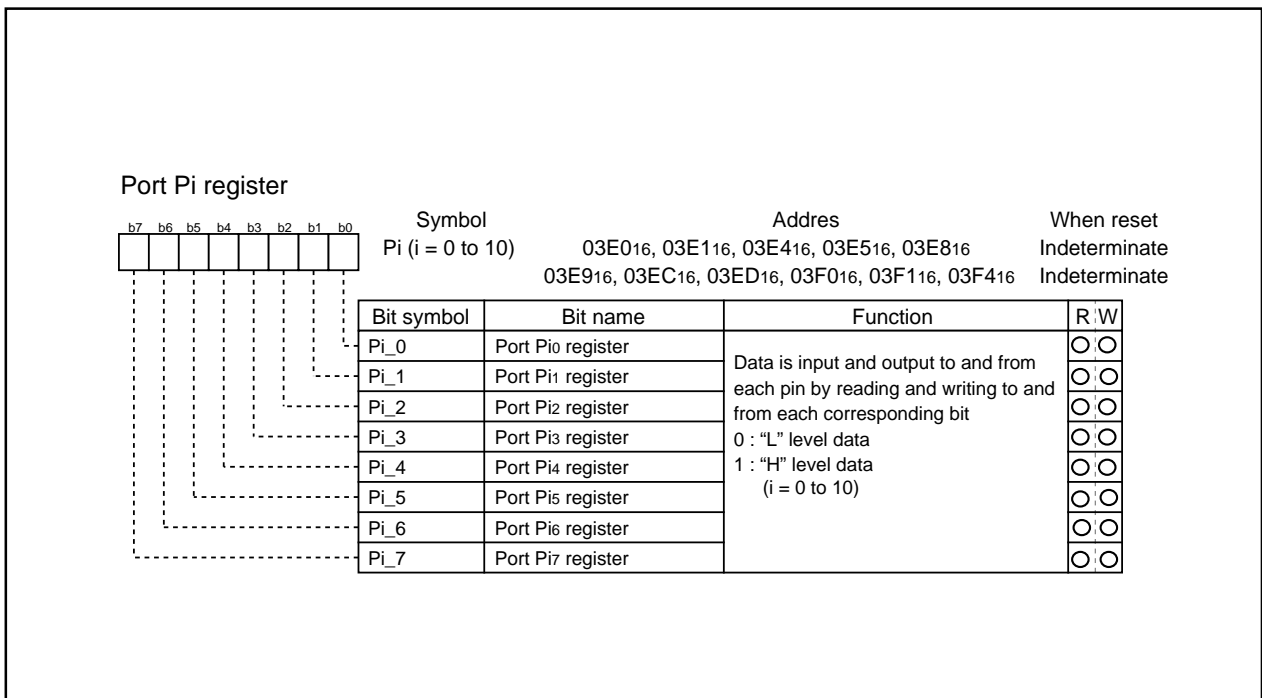 Port Pi register
b7 b6 b5 b4 b3 b2 b1 b0
Symbol Addres When reset
Pi (i = 0 to 10) 03E016, 03E116, 03E416, 03E516, 03E816 Indeterminate
03E916, 03EC16, 03ED16, 03F016, 03F116, 03F416 Indeterminate
Bit symbol Bit name Function R W
Pi_0 Port Pi0 register
Pi_1 Port Pi1 register
Pi_2 Port Pi2 register
Pi_3 Port Pi3 register
Pi_4 Port Pi4 register
Pi_5 Port Pi5 register
Pi_6 Port Pi6 register
Pi_7 Port Pi7 register
Data is input and output to and from
each pin by reading and writing to and
from each corresponding bit
0 : “L” level data
1 : “H” level data
(i = 0 to 10)